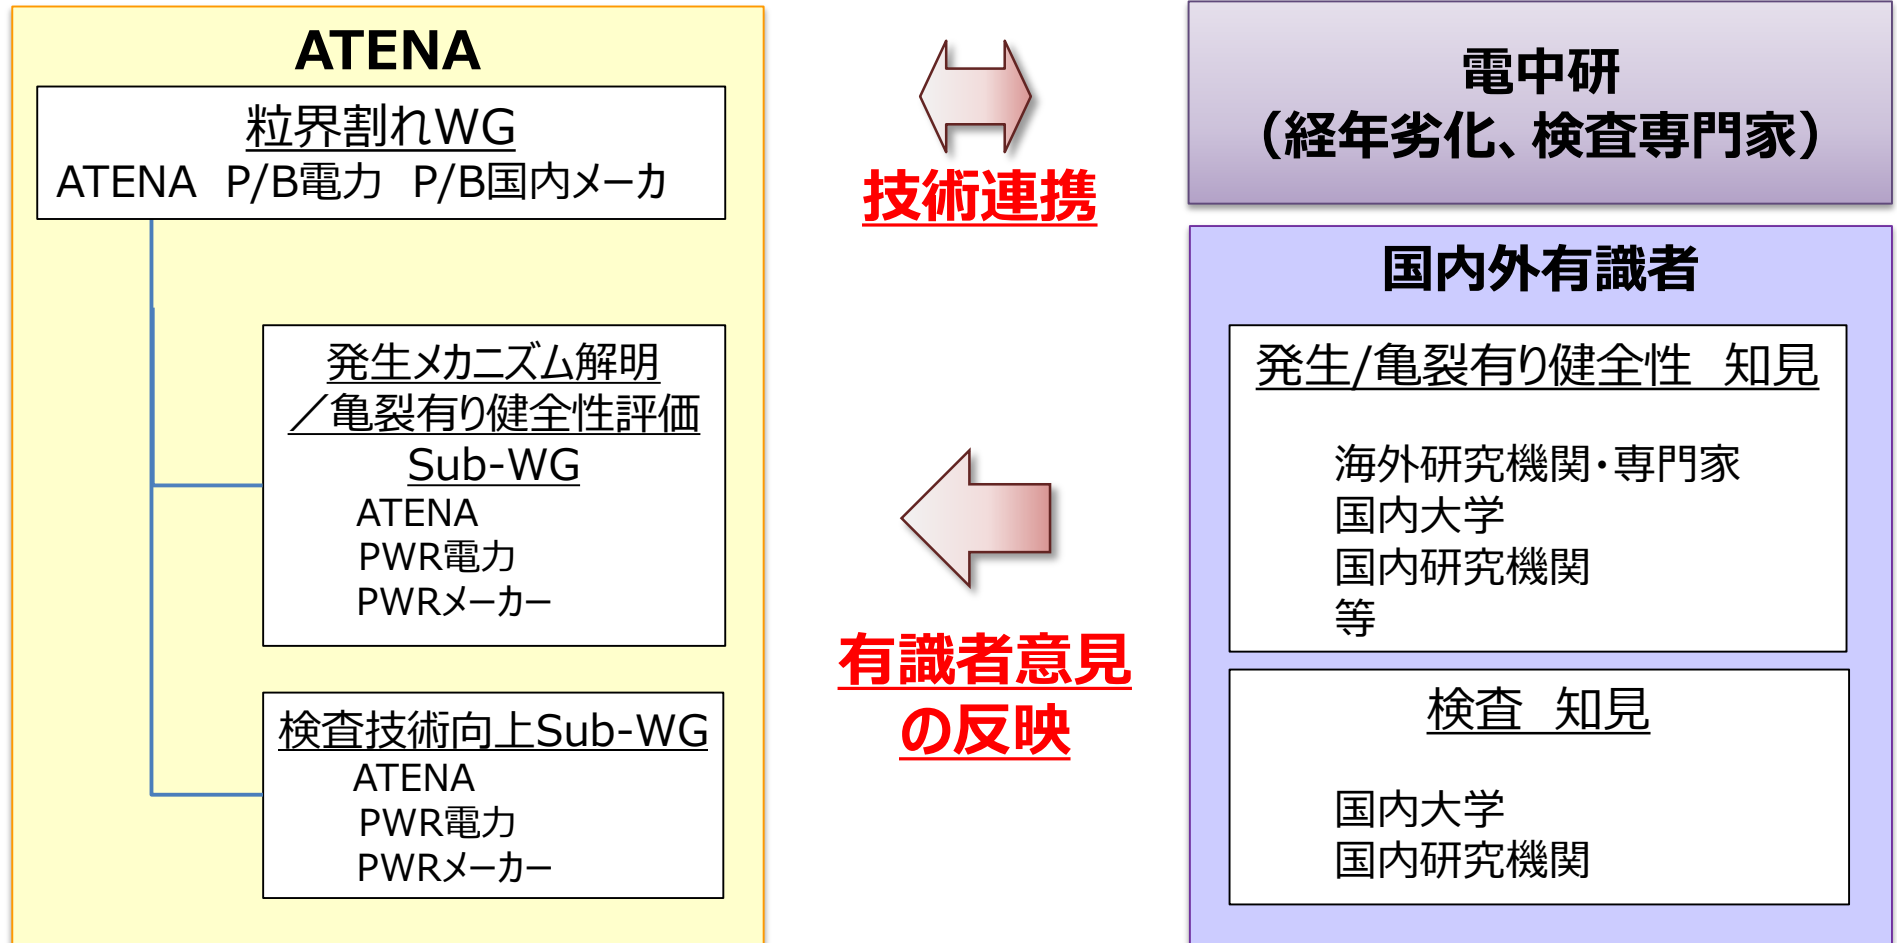 ATENA
粒界割れWG
ATENA　P/B電力　P/B国内メーカ
発生メカニズム解明
／亀裂有り健全性評価
Sub-WG
ATENA
PWR電力
PWRメーカー
検査技術向上Sub-WG
ATENA
PWR電力
PWRメーカー
技術連携
有識者意見
の反映
電中研
（経年劣化、検査専門家）
国内外有識者
発生/亀裂有り健全性　知見
海外研究機関・専門家
国内大学
国内研究機関
等
検査　知見
国内大学
国内研究機関